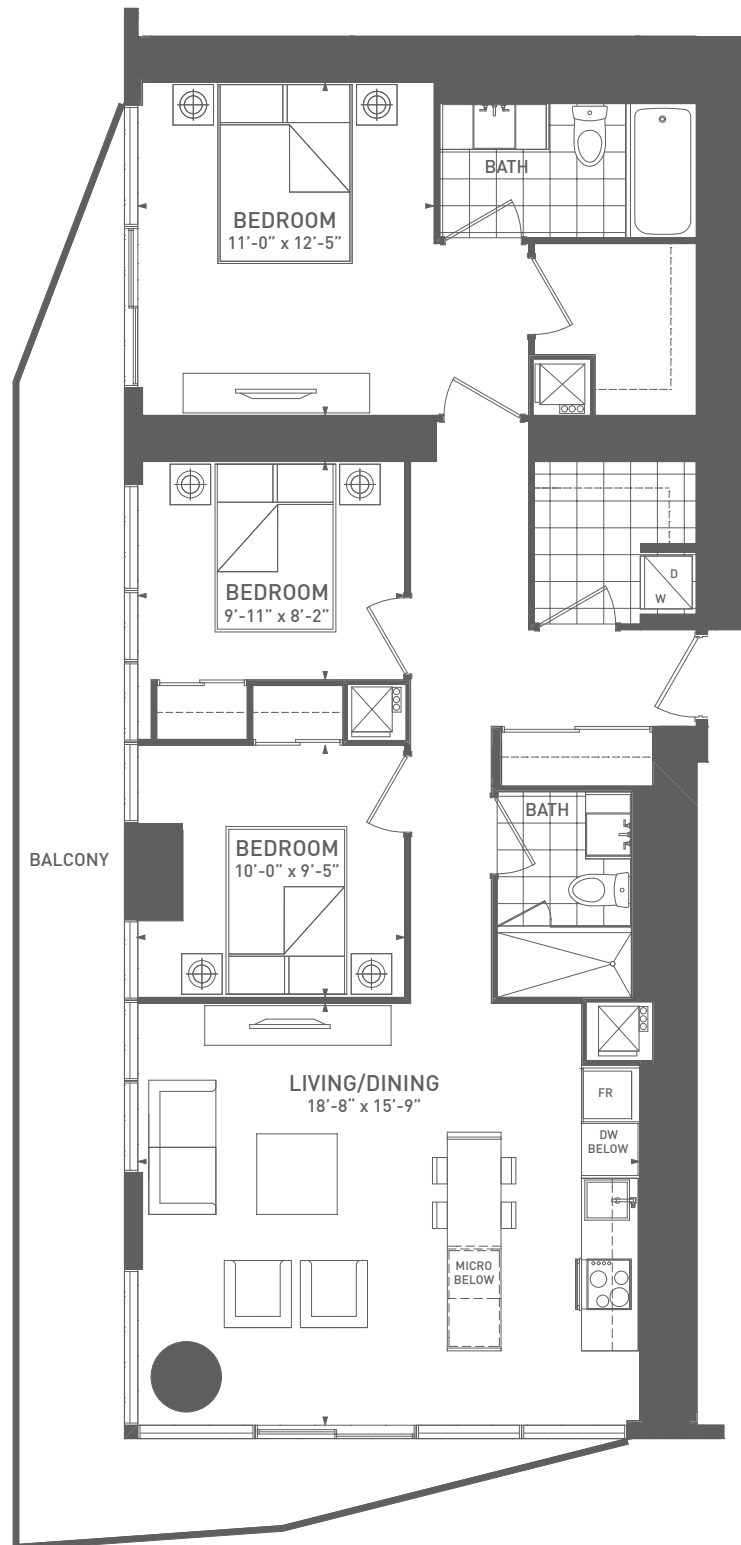 BATH
BEDROOM
11’-0” x 12’-5”
BEDROOM
9’-11” x 8’-2”
D
W
BATH
BEDROOM
10’-0” x 9’-5”
BALCONY
LIVING/DINING
18’-8” x 15’-9”
FR
DW
BELOW
MICRO
BELOW